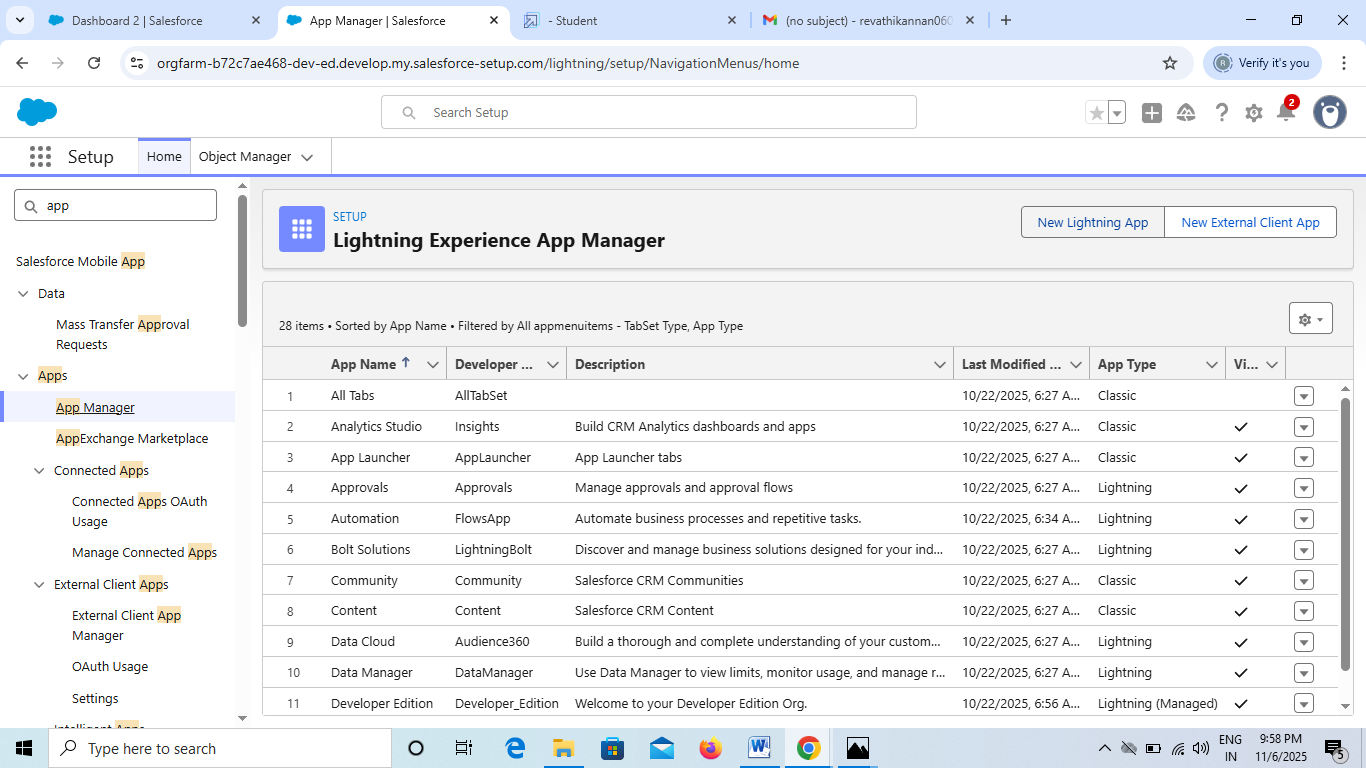 Dashboard 2 | Salesforce
App Manager | Salesforce
- Student
(no subject) - revathikannan060
orgfarm-b72c7ae468-dev-ed.develop.my.salesforce-setup.com/lightning/setup/NavigationMenus/home
R
Verify it's you
Search Setup
2
Setup
Home
Object Manager
app
Salesforce Mobile App
Data
Mass Transfer Approval
Requests
Apps
App Manager
AppExchange Marketplace
Connected Apps
Connected Apps OAuth
Usage
Manage Connected Apps
External Client Apps
External Client App
Manager
OAuth Usage
Settings
Intelligent Apps
SETUP
Lightning Experience App Manager
New Lightning App
New External Client App
28 items • Sorted by App Name • Filtered by All appmenuitems - TabSet Type, App Type
App Name Developer ... Description Last Modified ... App Type Vi...
1 All Tabs AllTabSet 10/22/2025, 6:27 A... Classic
2 Analytics Studio Insights Build CRM Analytics dashboards and apps 10/22/2025, 6:27 A... Classic
3 App Launcher AppLauncher App Launcher tabs 10/22/2025, 6:27 A... Classic
4 Approvals Approvals Manage approvals and approval flows 10/22/2025, 6:27 A... Lightning
5 Automation FlowsApp Automate business processes and repetitive tasks. 10/22/2025, 6:34 A... Lightning
6 Bolt Solutions LightningBolt Discover and manage business solutions designed for your ind... 10/22/2025, 6:27 A... Lightning
7 Community Community Salesforce CRM Communities 10/22/2025, 6:27 A... Classic
8 Content Content Salesforce CRM Content 10/22/2025, 6:27 A... Classic
9 Data Cloud Audience360 Build a thorough and complete understanding of your custom... 10/22/2025, 6:27 A... Lightning
10 Data Manager DataManager Use Data Manager to view limits, monitor usage, and manage r... 10/22/2025, 6:27 A... Lightning
11 Developer Edition Developer_Edition Welcome to your Developer Edition Org. 10/22/2025, 6:56 A... Lightning (Managed)
Type here to search
ENG
IN
9:58 PM
11/6/2025
5